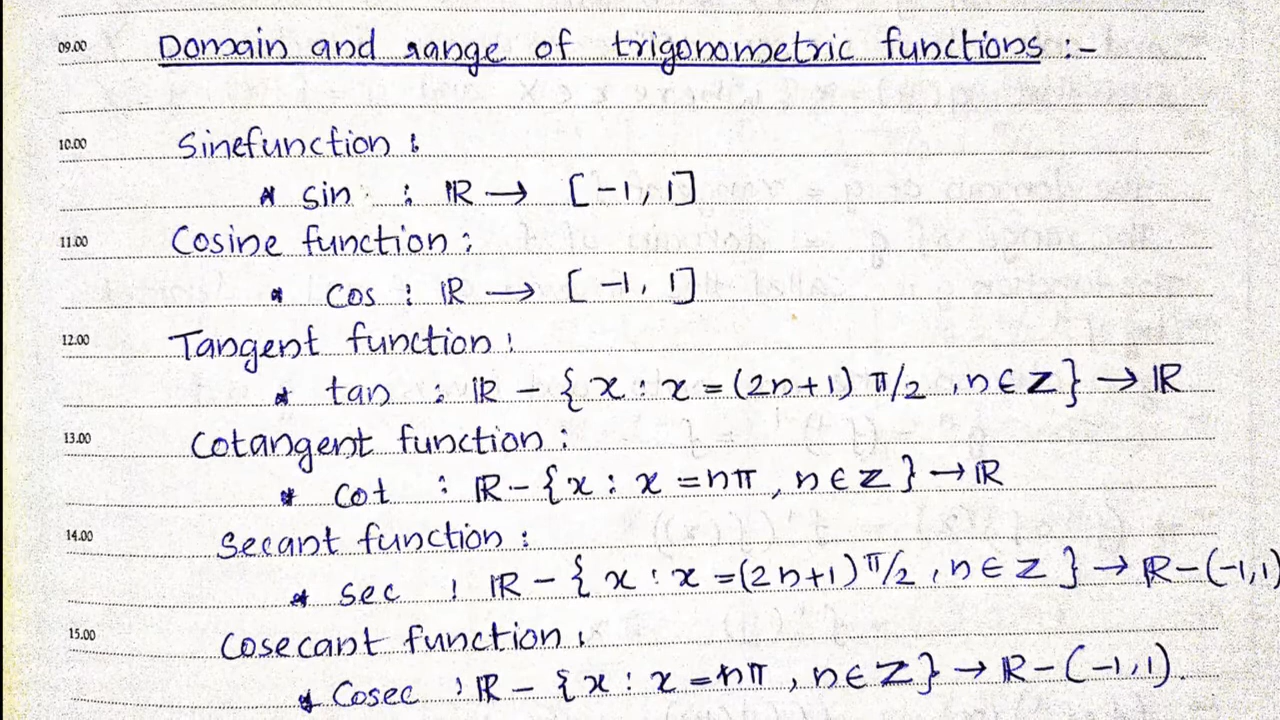 09.00 Domain and range of trigonometric functions :-
10.00 Sinefunction :
* sin : ℝ → [-1, 1]
11.00 Cosine function :
* cos : ℝ → [-1, 1]
12.00 Tangent function :
* tan : ℝ - { x : x = (2n+1) π/2 , n ∈ Z } → ℝ
13.00 Cotangent function :
* cot : ℝ - { x : x = nπ , n ∈ Z } → ℝ
14.00 Secant function :
* sec : ℝ - { x : x = (2n+1) π/2 , n ∈ Z } → ℝ - (-1, 1)
15.00 Cosecant function :
* Cosec : ℝ - { x : x = nπ , n ∈ Z } → ℝ - (-1, 1).